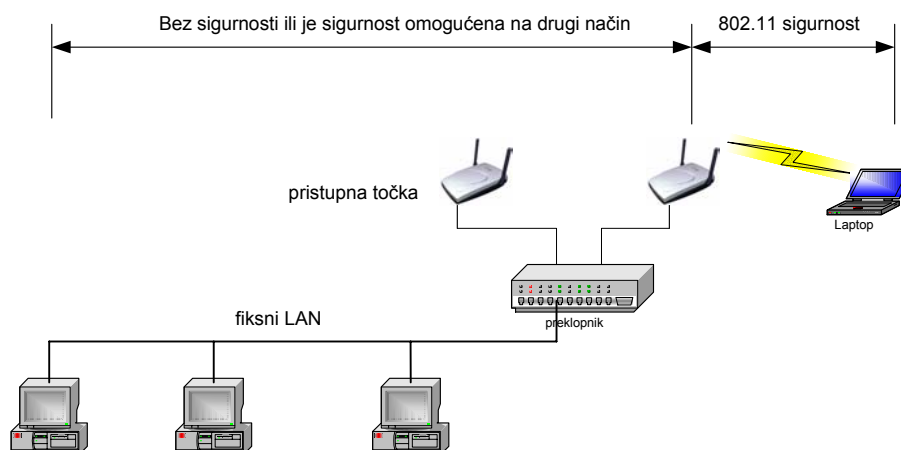 Bez sigurnosti ili je sigurnost omogućena na drugi način
802.11 sigurnost
pristupna točka
Laptop
preklopnik
fiksni LAN